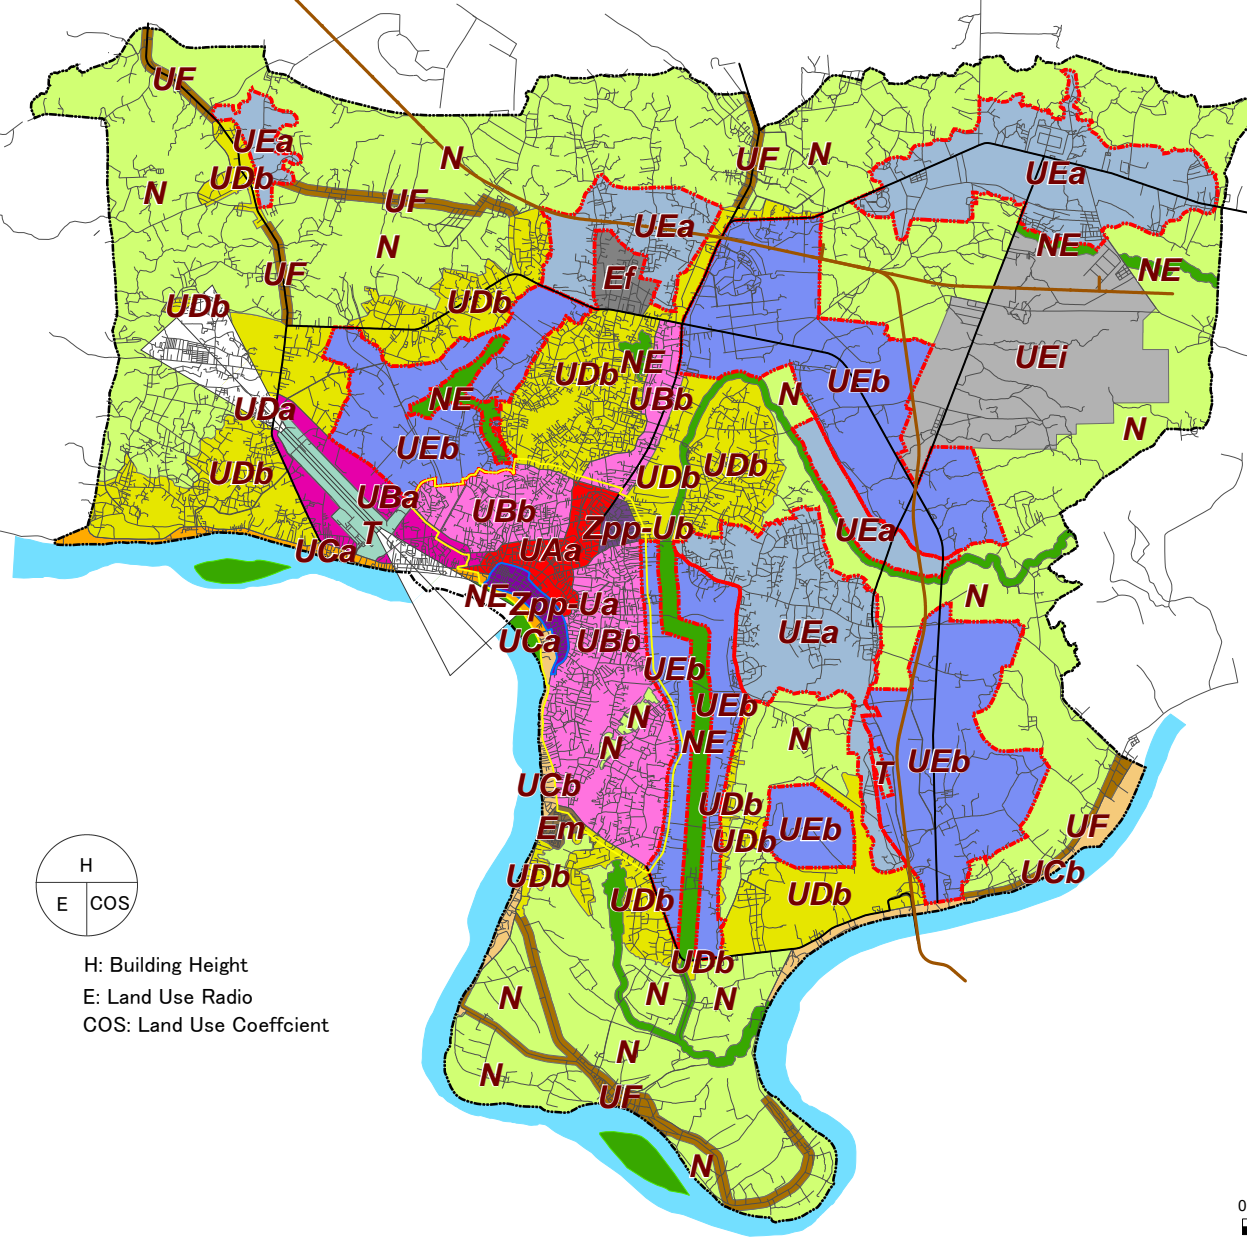 UF
UEa
UDb
N
N
UF
N
UF
UF
N
UEa
UEa
Ef
NE
NE
UDb
UDb
UEi
UDb
NE
UBb
UEb
N
N
NE
UDa
UEb
UDb
UBa
UBb
UDb
UDb
Zpp-Ub
UEa
T
UCa
UAa
NE
Zpp-Ua
UCa
UBb
UEa
N
UEb
UEb
N
N
NE
N
T
UEb
UCb
Em
UDb
UDb
UEb
UF
UCb
UDb
UDb
UDb
UDb
N
N
N
N
N
UF
N
H
E
COS
H: Building Height
E: Land Use Radio
COS: Land Use Coeffcient
0